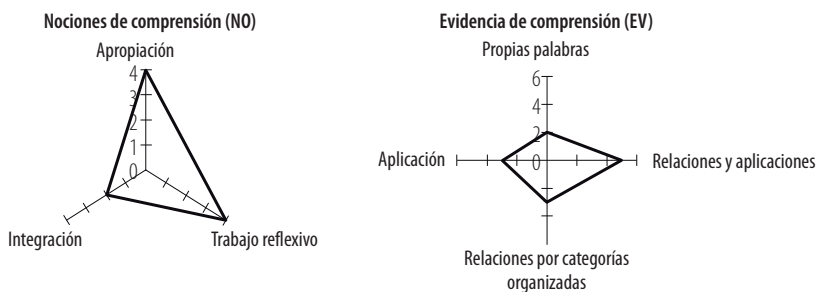 Nociones de comprensión (NO)
Apropiación
4
3
2
1
0
Integración
Trabajo reflexivo
Evidencia de comprensión (EV)
Propias palabras
6
4
2
0
Aplicación
Relaciones y aplicaciones
Relaciones por categorías
organizadas